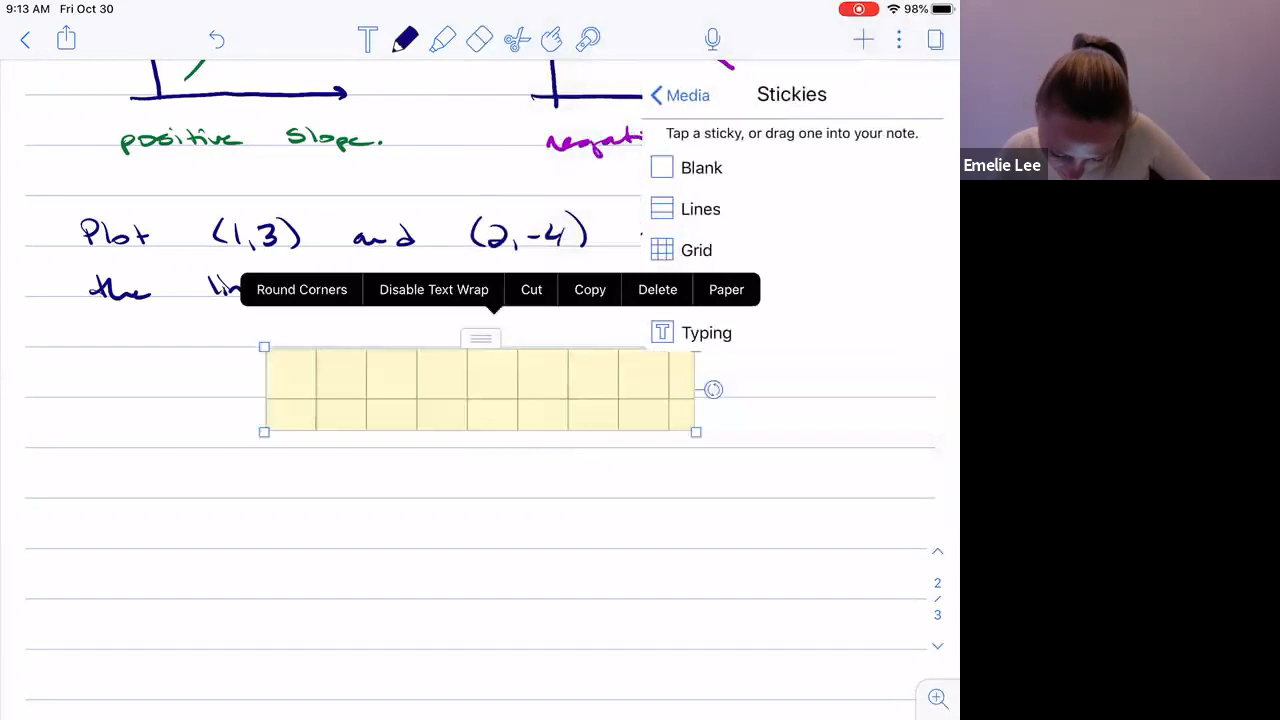 9:13 AM Fri Oct 30
98%
Media
Stickies
Tap a sticky, or drag one into your note.
Blank
Lines
Grid
Typing
Emelie Lee
positive slope.
Plot (1,3) and (2,-4)
the
Round Corners
Disable Text Wrap
Cut
Copy
Delete
Paper
2
/
3